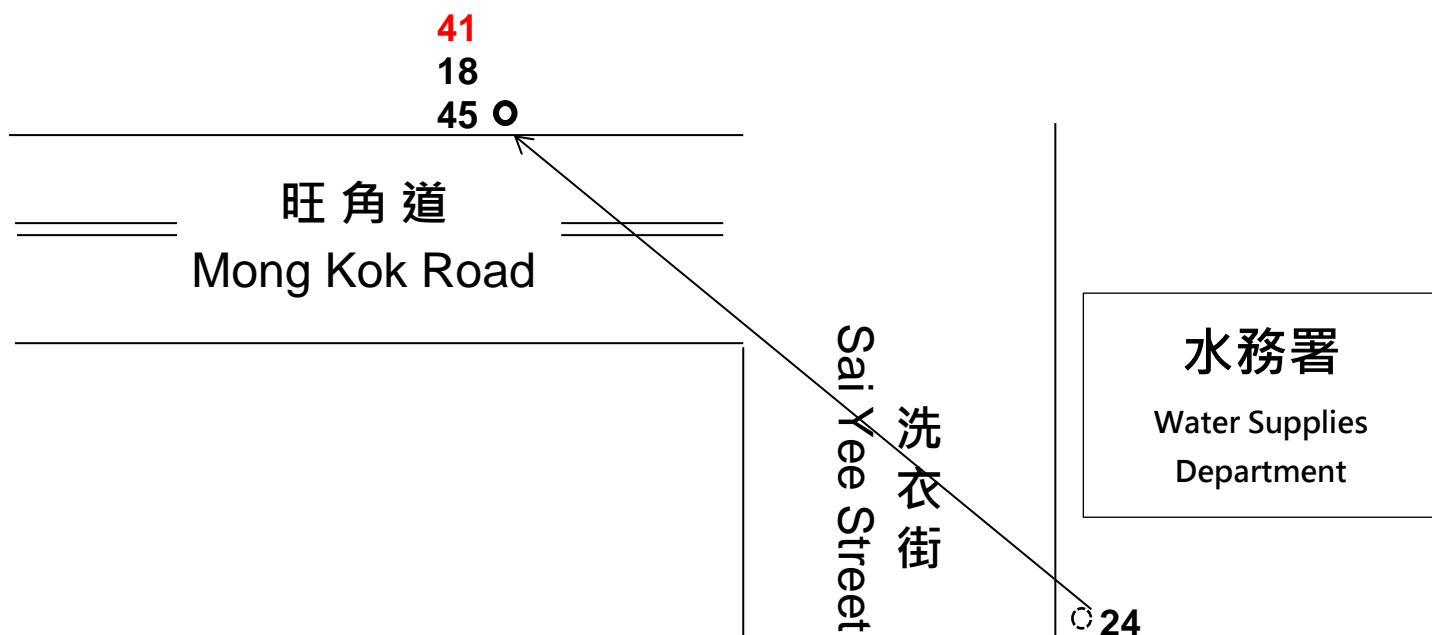 41
18
45
旺角道
Mong Kok Road
Sai Yee Street
洗衣街
水務署
Water Supplies
Department
24